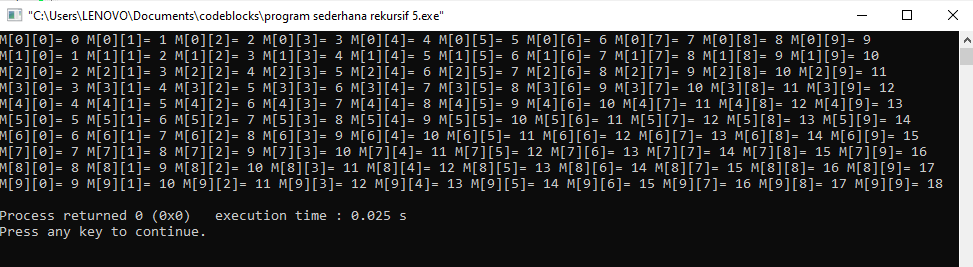 "C:\Users\LENOVO\Documents\codeblocks\program sederhana rekursif 5.exe"
M[0][0]= 0 M[0][1]= 1 M[0][2]= 2 M[0][3]= 3 M[0][4]= 4 M[0][5]= 5 M[0][6]= 6 M[0][7]= 7 M[0][8]= 8 M[0][9]= 9
M[1][0]= 1 M[1][1]= 2 M[1][2]= 3 M[1][3]= 4 M[1][4]= 5 M[1][5]= 6 M[1][6]= 7 M[1][7]= 8 M[1][8]= 9 M[1][9]= 10
M[2][0]= 2 M[2][1]= 3 M[2][2]= 4 M[2][3]= 5 M[2][4]= 6 M[2][5]= 7 M[2][6]= 8 M[2][7]= 9 M[2][8]= 10 M[2][9]= 11
M[3][0]= 3 M[3][1]= 4 M[3][2]= 5 M[3][3]= 6 M[3][4]= 7 M[3][5]= 8 M[3][6]= 9 M[3][7]= 10 M[3][8]= 11 M[3][9]= 12
M[4][0]= 4 M[4][1]= 5 M[4][2]= 6 M[4][3]= 7 M[4][4]= 8 M[4][5]= 9 M[4][6]= 10 M[4][7]= 11 M[4][8]= 12 M[4][9]= 13
M[5][0]= 5 M[5][1]= 6 M[5][2]= 7 M[5][3]= 8 M[5][4]= 9 M[5][5]= 10 M[5][6]= 11 M[5][7]= 12 M[5][8]= 13 M[5][9]= 14
M[6][0]= 6 M[6][1]= 7 M[6][2]= 8 M[6][3]= 9 M[6][4]= 10 M[6][5]= 11 M[6][6]= 12 M[6][7]= 13 M[6][8]= 14 M[6][9]= 15
M[7][0]= 7 M[7][1]= 8 M[7][2]= 9 M[7][3]= 10 M[7][4]= 11 M[7][5]= 12 M[7][6]= 13 M[7][7]= 14 M[7][8]= 15 M[7][9]= 16
M[8][0]= 8 M[8][1]= 9 M[8][2]= 10 M[8][3]= 11 M[8][4]= 12 M[8][5]= 13 M[8][6]= 14 M[8][7]= 15 M[8][8]= 16 M[8][9]= 17
M[9][0]= 9 M[9][1]= 10 M[9][2]= 11 M[9][3]= 12 M[9][4]= 13 M[9][5]= 14 M[9][6]= 15 M[9][7]= 16 M[9][8]= 17 M[9][9]= 18
Process returned 0 (0x0)   execution time : 0.025 s
Press any key to continue.